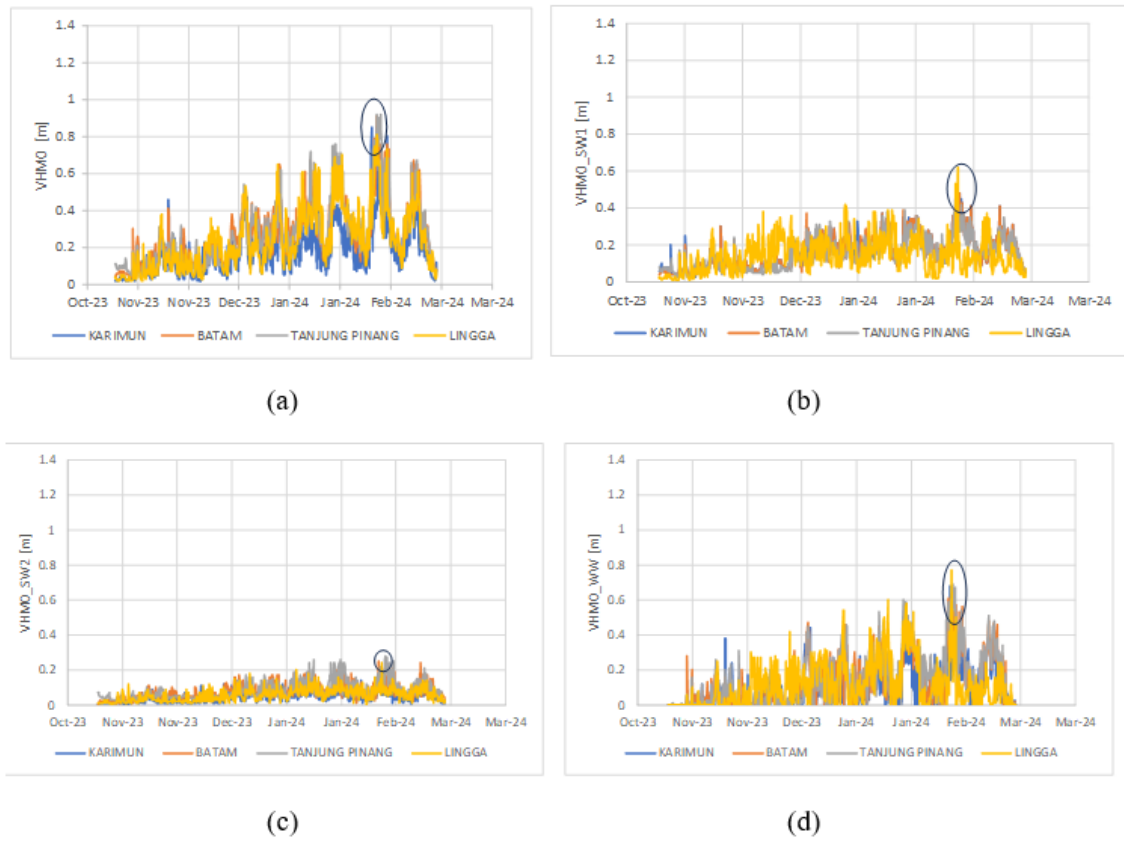 1.4
1.2
1
0.8
0.6
0.4
0.2
0
VHM0 [m]
Oct-23 Nov-23 Nov-23 Dec-23 Jan-24 Jan-24 Feb-24 Mar-24 Mar-24
KARIMUN BATAM TANJUNG PINANG LINGGA
(a)
1.4
1.2
1
0.8
0.6
0.4
0.2
0
VHM0_SW1 [m]
Oct-23 Nov-23 Nov-23 Dec-23 Jan-24 Jan-24 Feb-24 Mar-24 Mar-24
KARIMUN BATAM TANJUNG PINANG LINGGA
(b)
1.4
1.2
1
0.8
0.6
0.4
0.2
0
VHM0_SW2 [m]
Oct-23 Nov-23 Nov-23 Dec-23 Jan-24 Jan-24 Feb-24 Mar-24 Mar-24
KARIMUN BATAM TANJUNG PINANG LINGGA
(c)
1.4
1.2
1
0.8
0.6
0.4
0.2
0
VHM0_WW [m]
Oct-23 Nov-23 Nov-23 Dec-23 Jan-24 Jan-24 Feb-24 Mar-24 Mar-24
KARIMUN BATAM TANJUNG PINANG LINGGA
(d)